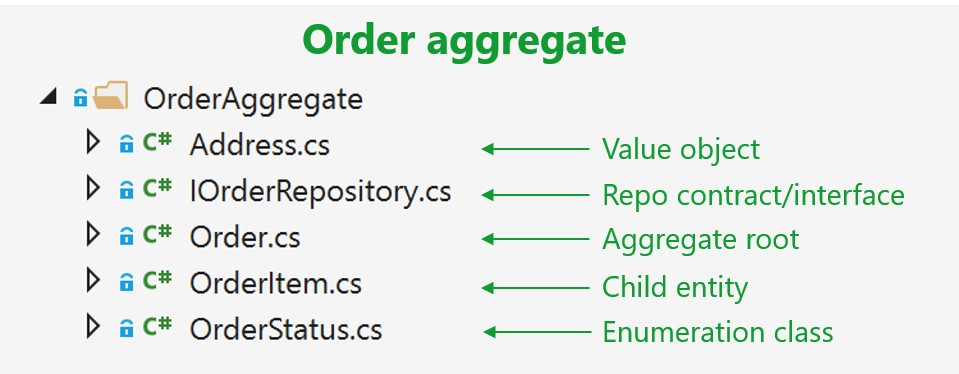 Order aggregate
OrderAggregate
C# Address.cs Value object
C# IOrderRepository.cs Repo contract/interface
C# Order.cs Aggregate root
C# OrderItem.cs Child entity
C# OrderStatus.cs Enumeration class